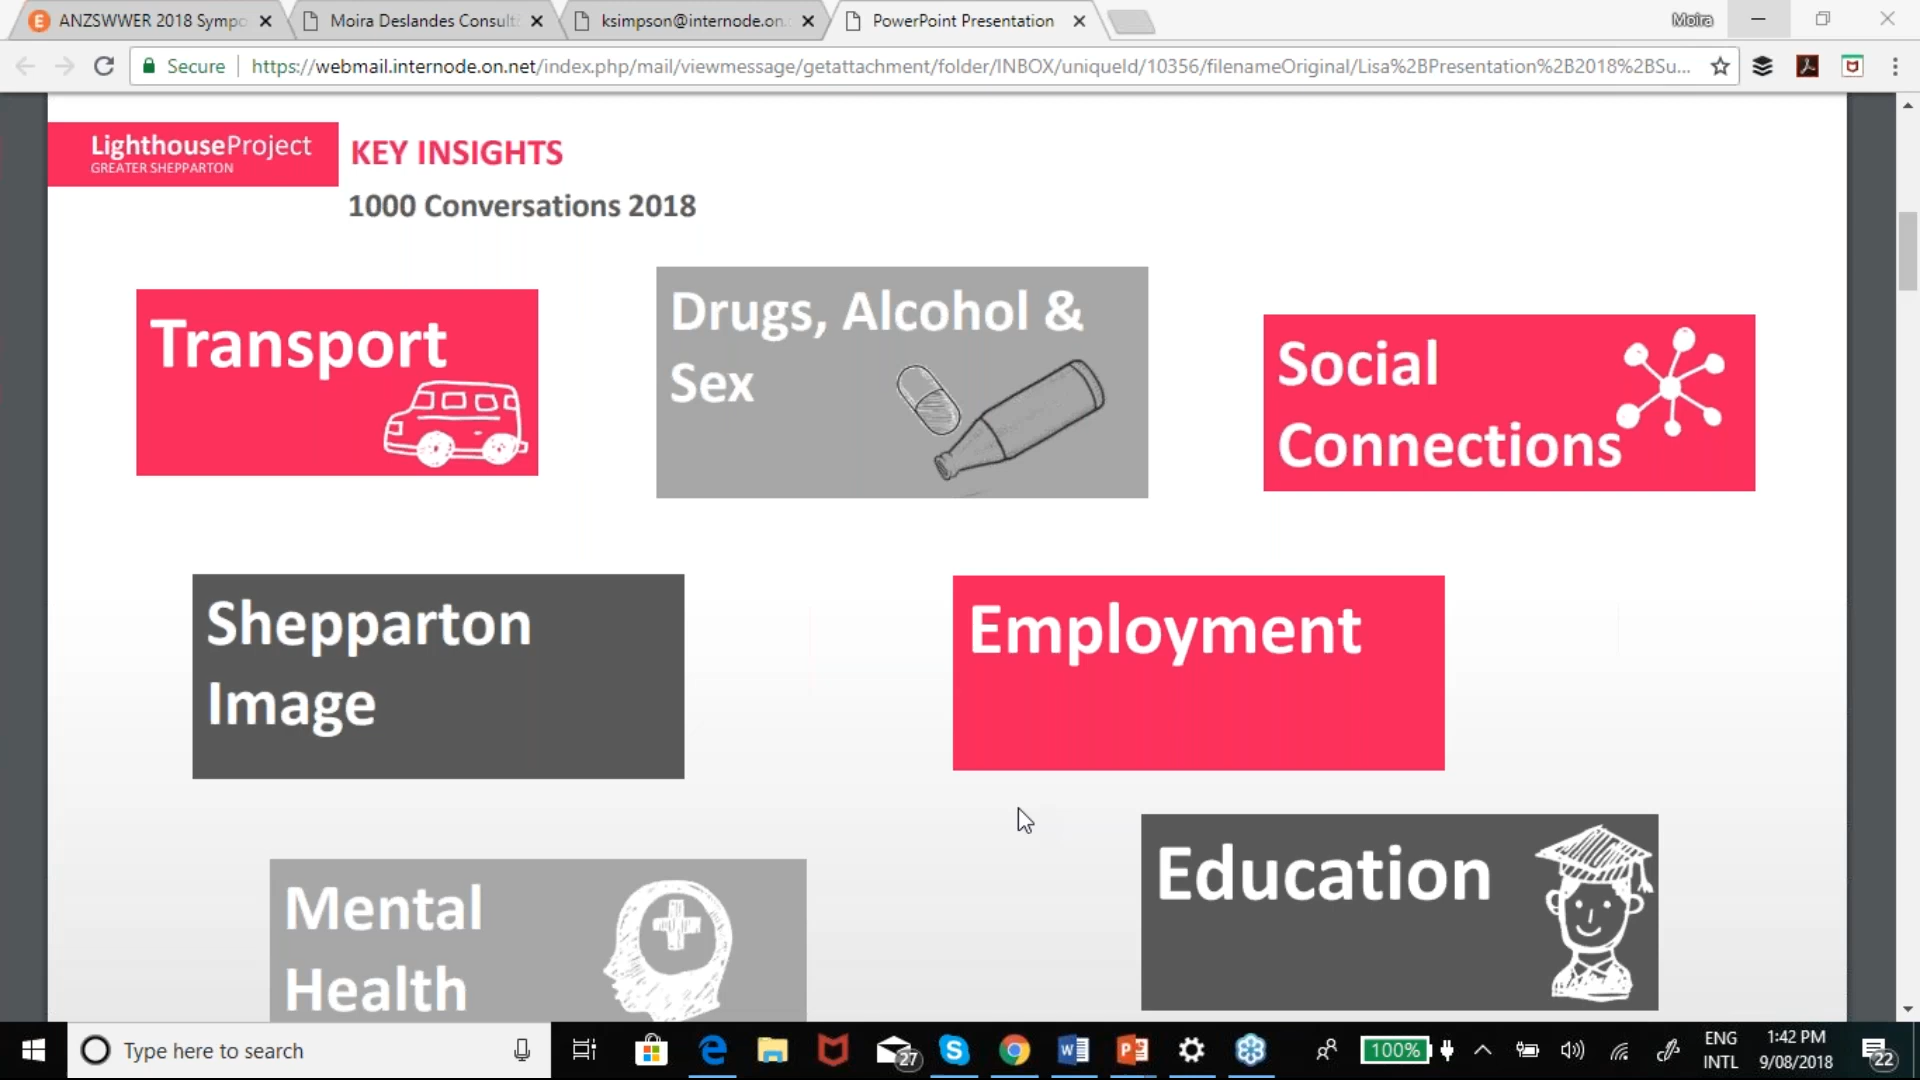 ANZSWWER 2018 Sympo
Moira Deslandes Consult
ksimpson@internode.on.
PowerPoint Presentation
Moira
Secure
https://webmail.internode.on.net/index.php/mail/viewmessage/getattachment/folder/INBOX/uniqueId/10356/filenameOriginal/Lisa%2BPresentation%2B2018%2BSu...
LighthouseProject
GREATER SHEPPARTON
KEY INSIGHTS
1000 Conversations 2018
Transport
Drugs, Alcohol &
Sex
Social
Connections
Shepparton
Image
Employment
Mental
Health
Education
Type here to search
27
100%
ENG
INTL
1:42 PM
9/08/2018
22